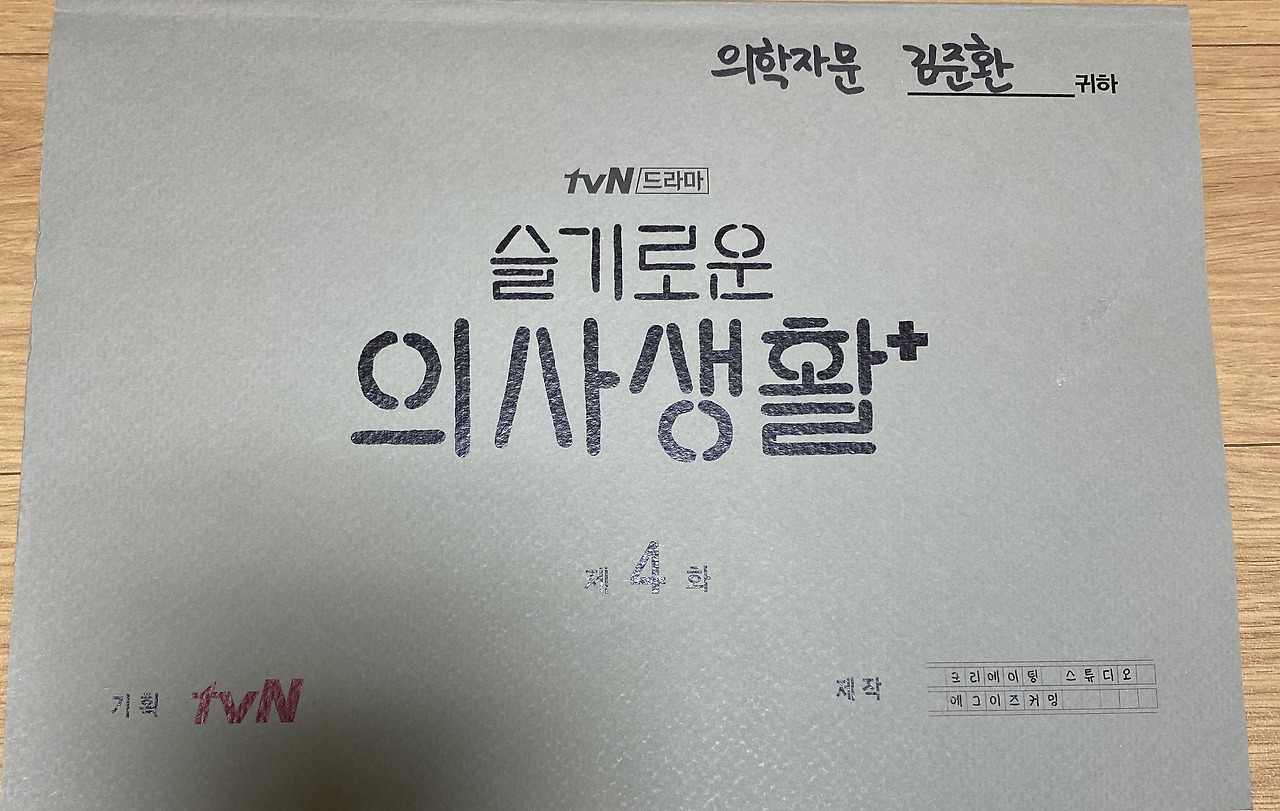 의학자문 김준환 귀하
tvN 드라마
슬기로운
의사생활+
제 4 화
기획 tvN
제작 크리에이팅 스튜디오
에그이즈커밍